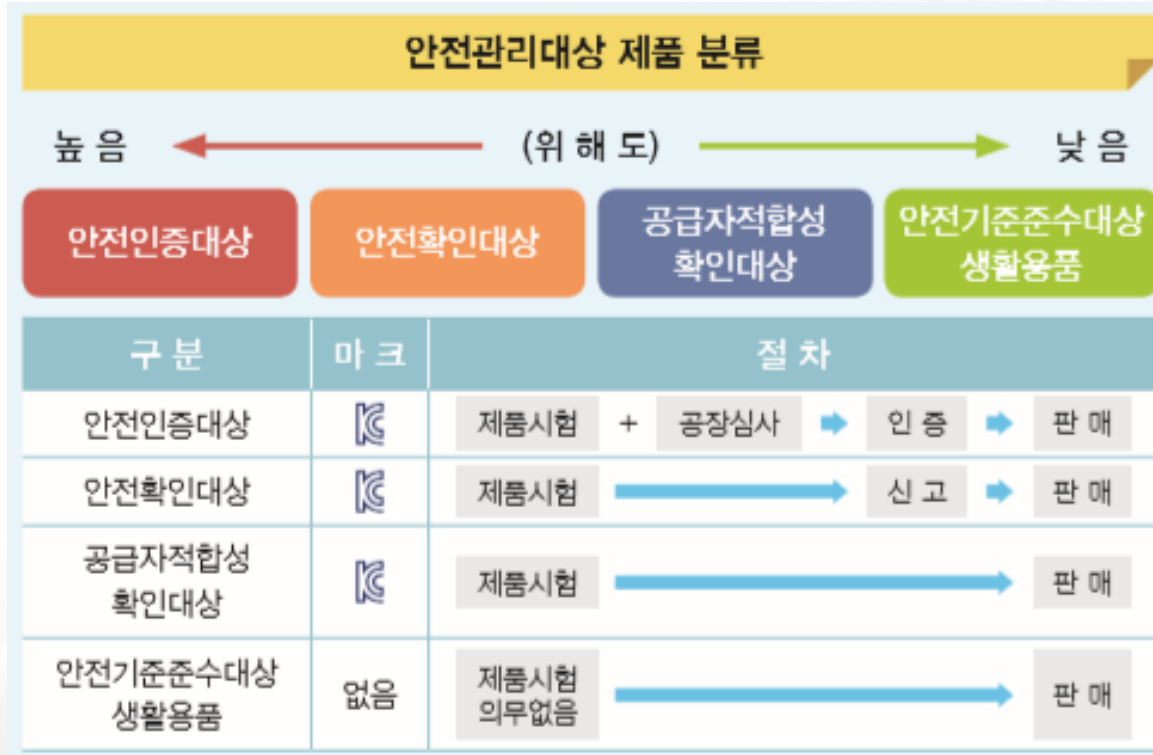 안전관리대상 제품 분류
높 음 (위 해 도) 낮 음
안전인증대상
안전확인대상
공급자적합성
확인대상
안전기준준수대상
생활용품
구 분 마 크 절 차
안전인증대상 KC 제품시험 + 공장심사 인 증 판 매
안전확인대상 KC 제품시험 신 고 판 매
공급자적합성
확인대상 KC 제품시험 판 매
안전기준준수대상
생활용품 없음 제품시험
의무없음 판 매